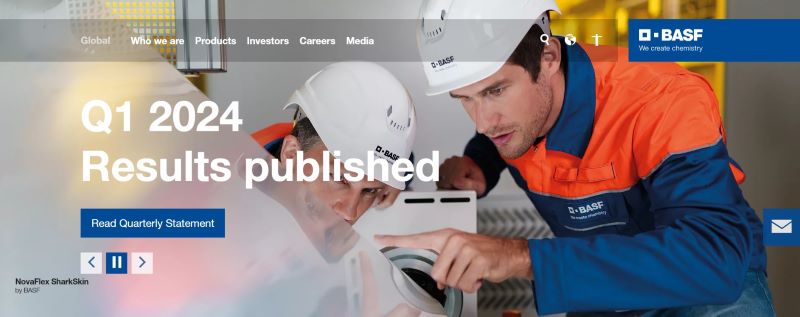 Global Who we are Products Investors Careers Media
BASF
We create chemistry
BASF
BASF
Q1 2024
Results published
Read Quarterly Statement
BASF
We create chemistry
NovaFlex SharkSkin
by BASF